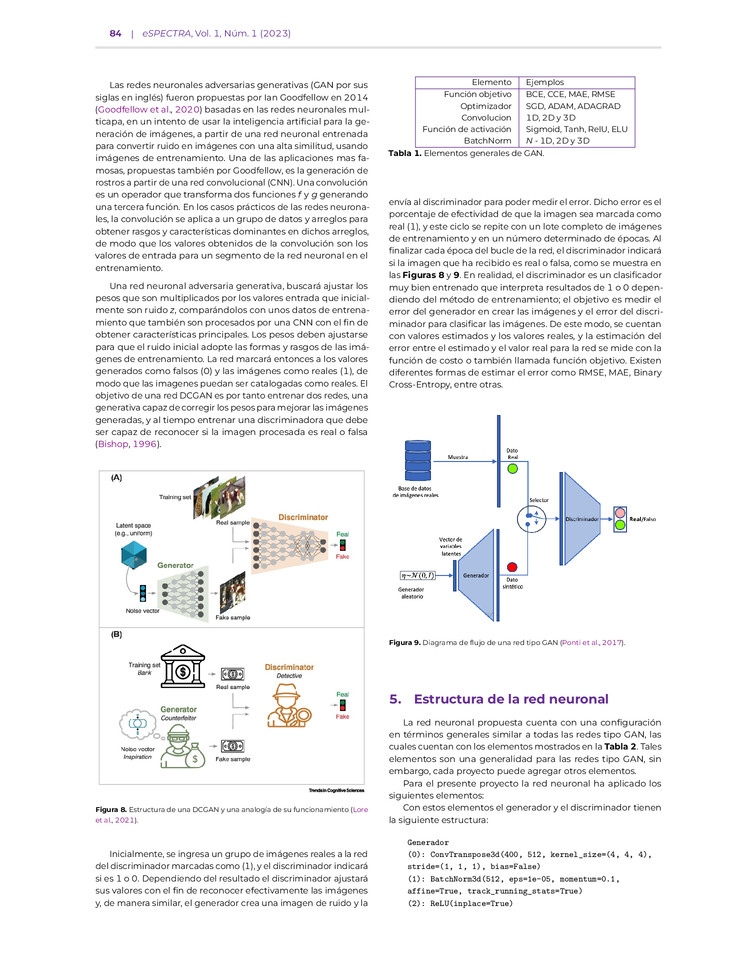 84 | eSPECTRA, Vol. 1, Núm. 1 (2023)
Las redes neuronales adversarias generativas (GAN por sus
siglas en inglés) fueron propuestas por Ian Goodfellow en 2014
(Goodfellow et al., 2020) basadas en las redes neuronales mul-
ticapa, en un intento de usar la inteligencia artificial para la ge-
neración de imágenes, a partir de una red neuronal entrenada
para convertir ruido en imágenes con una alta similitud, usando
imágenes de entrenamiento. Una de las aplicaciones mas fa-
mosas, propuestas también por Goodfellow, es la generación de
rostros a partir de una red convolucional (CNN). Una convolución
es un operador que transforma dos funciones f y g generando
una tercera función. En los casos prácticos de las redes neurona-
les, la convolución se aplica a un grupo de datos y arreglos para
obtener rasgos y características dominantes en dichos arreglos,
de modo que los valores obtenidos de la convolución son los
valores de entrada para un segmento de la red neuronal en el
entrenamiento.
Una red neuronal adversaria generativa, buscará ajustar los
pesos que son multiplicados por los valores entrada que inicial-
mente son ruido z, comparándolos con unos datos de entrena-
miento que también son procesados por una CNN con el fin de
obtener características principales. Los pesos deben ajustarse
para que el ruido inicial adopte las formas y rasgos de las imá-
genes de entrenamiento. La red marcará entonces a los valores
generados como falsos (0) y las imágenes como reales (1), de
modo que las imagenes puedan ser catalogadas como reales. El
objetivo de una red DCGAN es por tanto entrenar dos redes, una
generativa capaz de corregir los pesos para mejorar las imágenes
generadas, y al tiempo entrenar una discriminadora que debe
ser capaz de reconocer si la imagen procesada es real o falsa
(Bishop, 1996).
(A)
Training set
Real sample
Discriminator
Latent space
(e.g., uniform)
Real
Fake
Generator
Noise vector
Fake sample
(B)
Training set
Bank
Real sample
Discriminator
Detective
Real
Fake
Generator
Counterfeiter
Noise vector
Inspiration
Fake sample
Trends in Cognitive Sciences
Figura 8. Estructura de una DCGAN y una analogía de su funcionamiento (Lore
et al., 2021).
Inicialmente, se ingresa un grupo de imágenes reales a la red
del discriminador marcadas como (1), y el discriminador indicará
si es 1 o 0. Dependiendo del resultado el discriminador ajustará
sus valores con el fin de reconocer efectivamente las imágenes
y, de manera similar, el generador crea una imagen de ruido y la
Elemento Ejemplos
Función objetivo BCE, CCE, MAE, RMSE
Optimizador SGD, ADAM, ADAGRAD
Convolucion 1D, 2D y 3D
Función de activación Sigmoid, Tanh, RelU, ELU
BatchNorm N - 1D, 2D y 3D
Tabla 1. Elementos generales de GAN.
envía al discriminador para poder medir el error. Dicho error es el
porcentaje de efectividad de que la imagen sea marcada como
real (1), y este ciclo se repite con un lote completo de imágenes
de entrenamiento y en un número determinado de épocas. Al
finalizar cada época del bucle de la red, el discriminador indicará
si la imagen que ha recibido es real o falsa, como se muestra en
las Figuras 8 y 9. En realidad, el discriminador es un clasificador
muy bien entrenado que interpreta resultados de 1 o 0 depen-
diendo del método de entrenamiento; el objetivo es medir el
error del generador en crear las imágenes y el error del discri-
minador para clasificar las imágenes. De este modo, se cuentan
con valores estimados y los valores reales, y la estimación del
error entre el estimado y el valor real para la red se mide con la
función de costo o también llamada función objetivo. Existen
diferentes formas de estimar el error como RMSE, MAE, Binary
Cross-Entropy, entre otras.
Muestra
Dato
Real
Base de datos
de imágenes reales
Selector
Discriminador
Real/Falso
Vector de
variables
latentes
η~N(0,I)
Generador
Generador
aleatorio
Dato
sintético
Figura 9. Diagrama de flujo de una red tipo GAN (Ponti et al., 2017).
5. Estructura de la red neuronal
La red neuronal propuesta cuenta con una configuración
en términos generales similar a todas las redes tipo GAN, las
cuales cuentan con los elementos mostrados en la Tabla 2. Tales
elementos son una generalidad para las redes tipo GAN, sin
embargo, cada proyecto puede agregar otros elementos.
Para el presente proyecto la red neuronal ha aplicado los
siguientes elementos:
Con estos elementos el generador y el discriminador tienen
la siguiente estructura:
Generador
(0): ConvTranspose3d(400, 512, kernel_size=(4, 4, 4),
stride=(1, 1, 1), bias=False)
(1): BatchNorm3d(512, eps=1e-05, momentum=0.1,
affine=True, track_running_stats=True)
(2): ReLU(inplace=True)